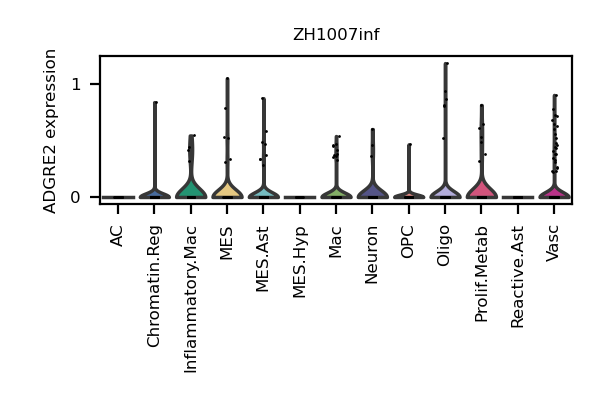 ZH1007inf
ADGRE2 expression
1
0
AC
Chromatin.Reg
Inflammatory.Mac
MES
MES.Ast
MES.Hyp
Mac
Neuron
OPC
Oligo
Prolif.Metab
Reactive.Ast
Vasc